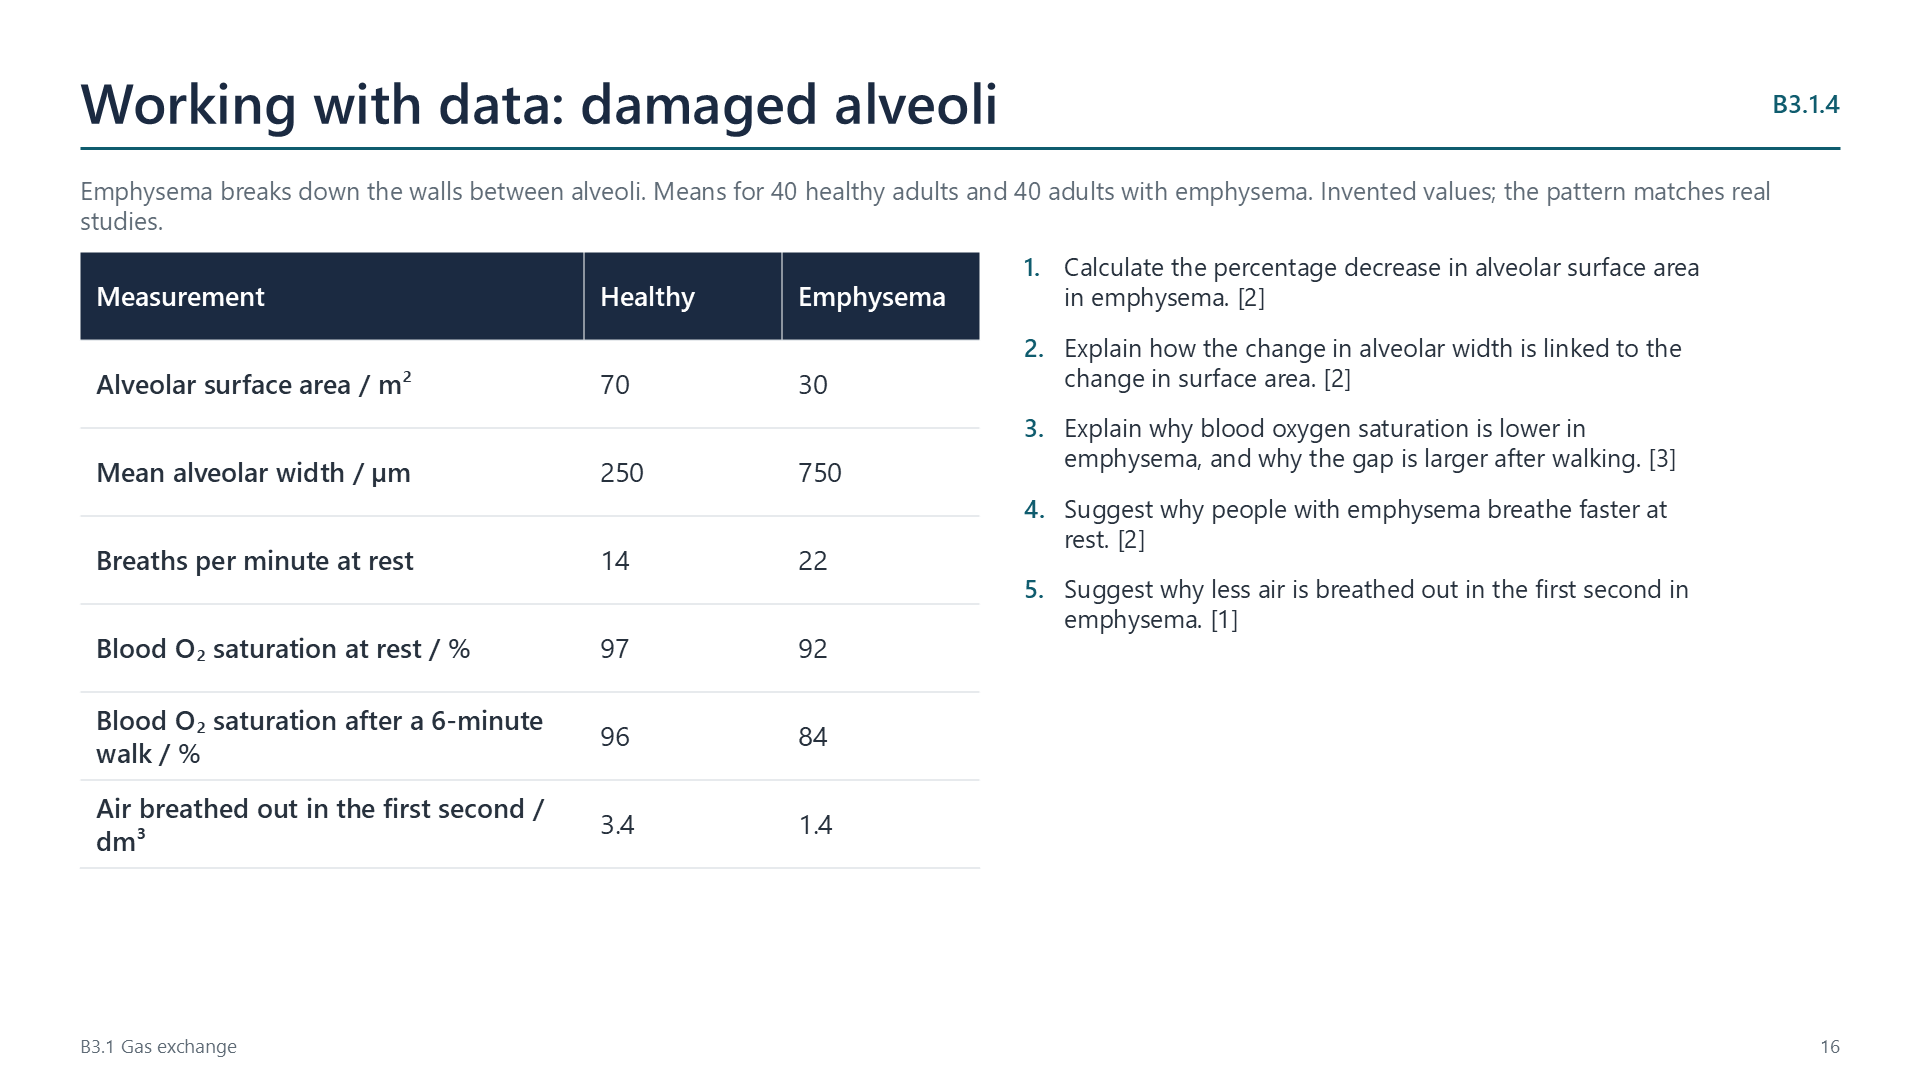 Working with data: damaged alveoli
B3.1.4
Emphysema breaks down the walls between alveoli. Means for 40 healthy adults and 40 adults with emphysema. Invented values; the pattern matches real
studies.
Measurement Healthy Emphysema
Alveolar surface area / m² 70 30
Mean alveolar width / µm 250 750
Breaths per minute at rest 14 22
Blood O₂ saturation at rest / % 97 92
Blood O₂ saturation after a 6-minute
walk / % 96 84
Air breathed out in the first second /
dm³ 3.4 1.4
1. Calculate the percentage decrease in alveolar surface area
in emphysema. [2]
2. Explain how the change in alveolar width is linked to the
change in surface area. [2]
3. Explain why blood oxygen saturation is lower in
emphysema, and why the gap is larger after walking. [3]
4. Suggest why people with emphysema breathe faster at
rest. [2]
5. Suggest why less air is breathed out in the first second in
emphysema. [1]
B3.1 Gas exchange
16